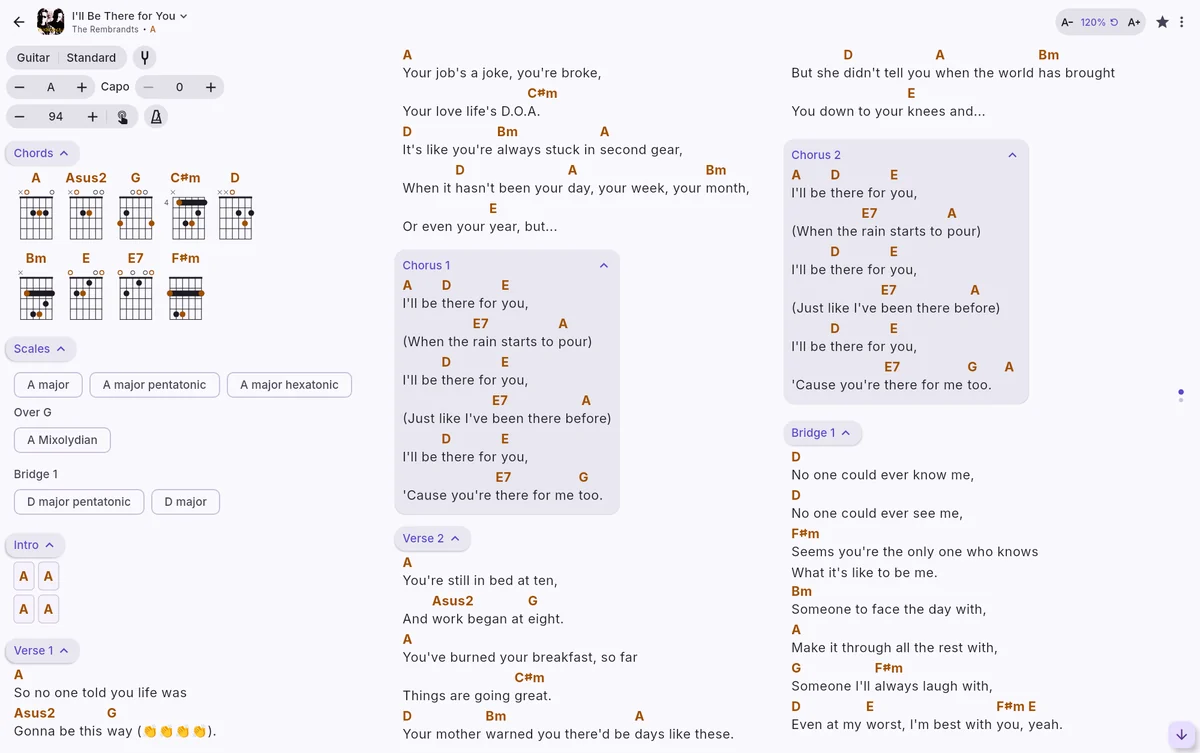 I'll Be There for You
The Rembrandts • A
A- 120% A+
Guitar Standard
− A + Capo − 0 +
− 94 +
Chords
A Asus2 G C#m D
4
Bm E E7 F#m
Scales
A major A major pentatonic A major hexatonic
Over G
A Mixolydian
Bridge 1
D major pentatonic D major
Intro
A A
A A
Verse 1
A
So no one told you life was
Asus2 G
Gonna be this way (👏👏👏👏).
A
Your job's a joke, you're broke,
C#m
Your love life's D.O.A.
D Bm A
It's like you're always stuck in second gear,
D A Bm
When it hasn't been your day, your week, your month,
E
Or even your year, but...
Chorus 1
A D E
I'll be there for you,
E7 A
(When the rain starts to pour)
D E
I'll be there for you,
E7 A
(Just like I've been there before)
D E
I'll be there for you,
E7 G
'Cause you're there for me too.
Verse 2
A
You're still in bed at ten,
Asus2 G
And work began at eight.
A
You've burned your breakfast, so far
C#m
Things are going great.
D Bm A
Your mother warned you there'd be days like these.
D A Bm
But she didn't tell you when the world has brought
E
You down to your knees and...
Chorus 2
A D E
I'll be there for you,
E7 A
(When the rain starts to pour)
D E
I'll be there for you,
E7 A
(Just like I've been there before)
D E
I'll be there for you,
E7 G A
'Cause you're there for me too.
Bridge 1
D
No one could ever know me,
D
No one could ever see me,
F#m
Seems you're the only one who knows
What it's like to be me.
Bm
Someone to face the day with,
A
Make it through all the rest with,
G F#m
Someone I'll always laugh with,
D E F#m E
Even at my worst, I'm best with you, yeah.